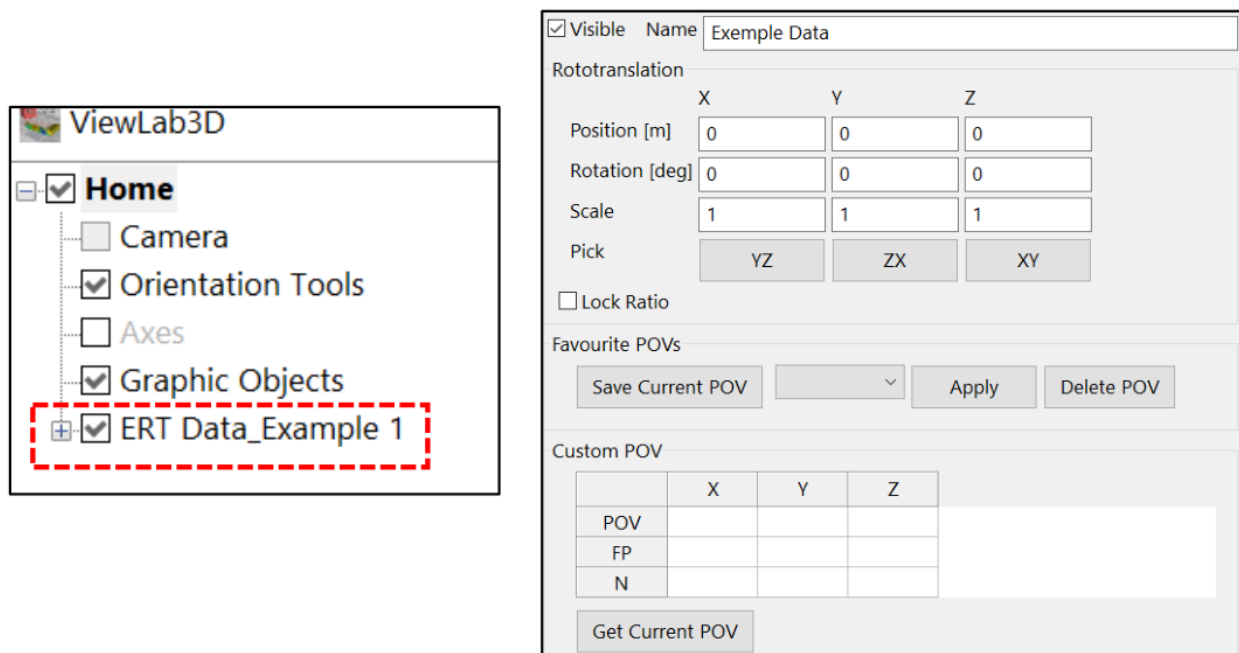 ViewLab3D
Home
Camera
Orientation Tools
Axes
Graphic Objects
ERT Data_Example 1
Visible Name Exemple Data
Rototranslation
X Y Z
Position [m] 0 0 0
Rotation [deg] 0 0 0
Scale 1 1 1
Pick YZ ZX XY
Lock Ratio
Favourite POVs
Save Current POV Apply Delete POV
Custom POV
X Y Z
POV
FP
N
Get Current POV